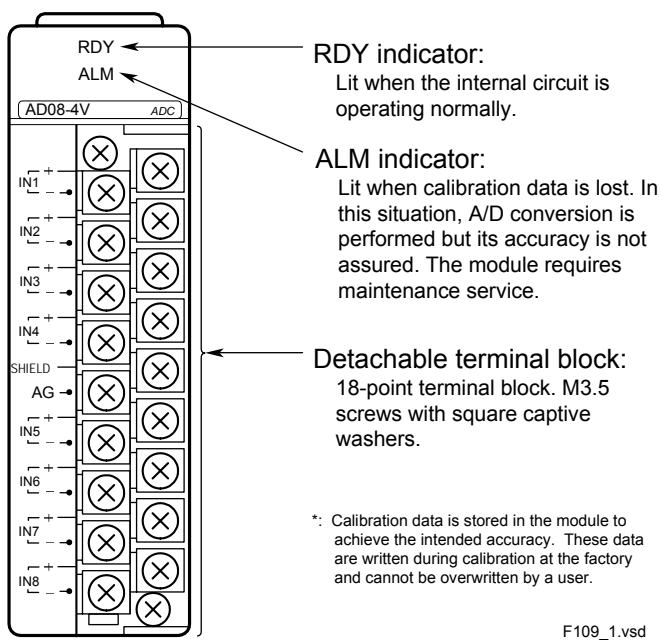 RDY
ALM
AD08-4V ADC
IN1 + −
IN2 + −
IN3 + −
IN4 + −
SHIELD
AG
IN5 + −
IN6 + −
IN7 + −
IN8 + −
RDY indicator:
Lit when the internal circuit is
operating normally.
ALM indicator:
Lit when calibration data is lost. In
this situation, A/D conversion is
performed but its accuracy is not
assured. The module requires
maintenance service.
Detachable terminal block:
18-point terminal block. M3.5
screws with square captive
washers.
*: Calibration data is stored in the module to
achieve the intended accuracy. These data
are written during calibration at the factory
and cannot be overwritten by a user.
F109_1.vsd